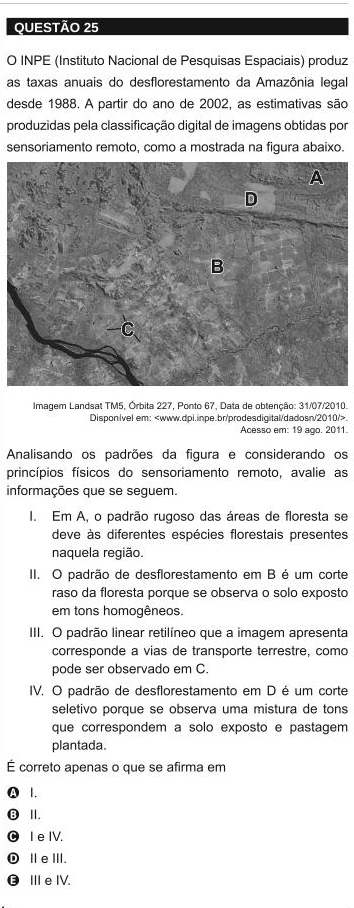 QUESTÃO 25
O INPE (Instituto Nacional de Pesquisas Espaciais) produz
as taxas anuais do desflorestamento da Amazônia legal
desde 1988. A partir do ano de 2002, as estimativas são
produzidas pela classificação digital de imagens obtidas por
sensoriamento remoto, como a mostrada na figura abaixo.
A
D
B
C
Imagem Landsat TM5, Órbita 227, Ponto 67, Data de obtenção: 31/07/2010.
Disponível em: <www.dpi.inpe.br/prodesdigital/dadosn/2010/>.
Acesso em: 19 ago. 2011.
Analisando os padrões da figura e considerando os
princípios físicos do sensoriamento remoto, avalie as
informações que se seguem.
I. Em A, o padrão rugoso das áreas de floresta se
deve às diferentes espécies florestais presentes
naquela região.
II. O padrão de desflorestamento em B é um corte
raso da floresta porque se observa o solo exposto
em tons homogêneos.
III. O padrão linear retilíneo que a imagem apresenta
corresponde a vias de transporte terrestre, como
pode ser observado em C.
IV. O padrão de desflorestamento em D é um corte
seletivo porque se observa uma mistura de tons
que correspondem a solo exposto e pastagem
plantada.
É correto apenas o que se afirma em
A I.
B II.
C I e IV.
D II e III.
E III e IV.